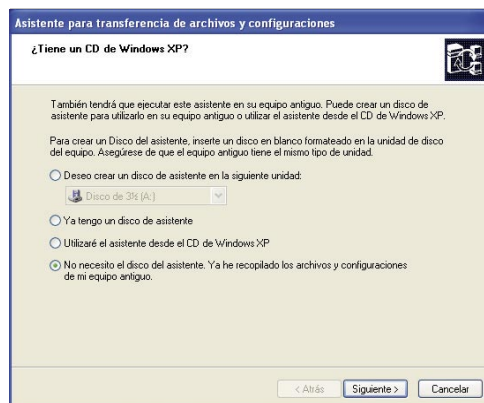 Asistente para transferencia de archivos y configuraciones
¿Tiene un CD de Windows XP?
También tendrá que ejecutar este asistente en su equipo antiguo. Puede crear un disco de
asistente para utilizarlo en su equipo antiguo o utilizar el asistente desde el CD de Windows XP.
Para crear un Disco del asistente, inserte un disco en blanco formateado en la unidad de disco
del equipo. Asegúrese de que el equipo antiguo tiene el mismo tipo de unidad.
Deseo crear un disco de asistente en la siguiente unidad:
Disco de 3½ (A:)
Ya tengo un disco de asistente
Utilizaré el asistente desde el CD de Windows XP
No necesito el disco del asistente. Ya he recopilado los archivos y configuraciones
de mi equipo antiguo.
< Atrás Siguiente > Cancelar